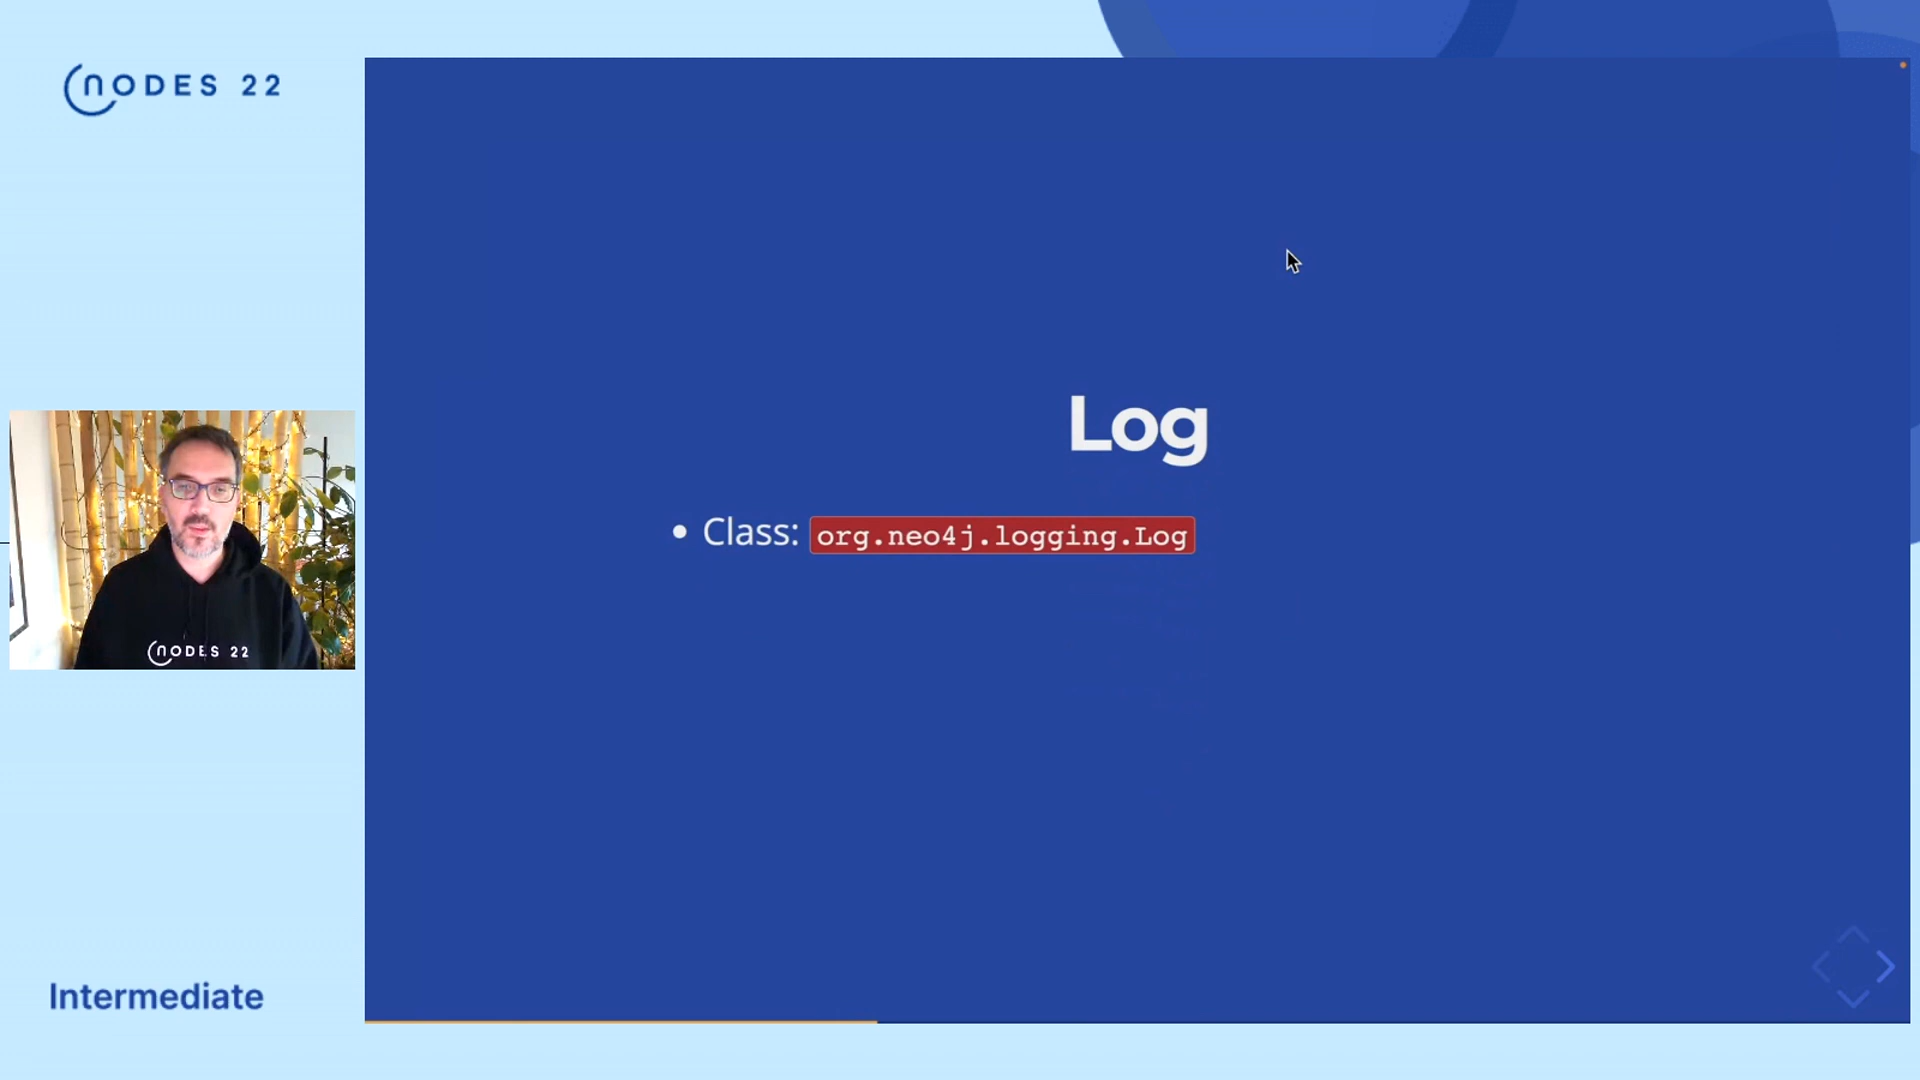 NODES 22
Log
• Class: org.neo4j.logging.Log
NODES 22
Intermediate